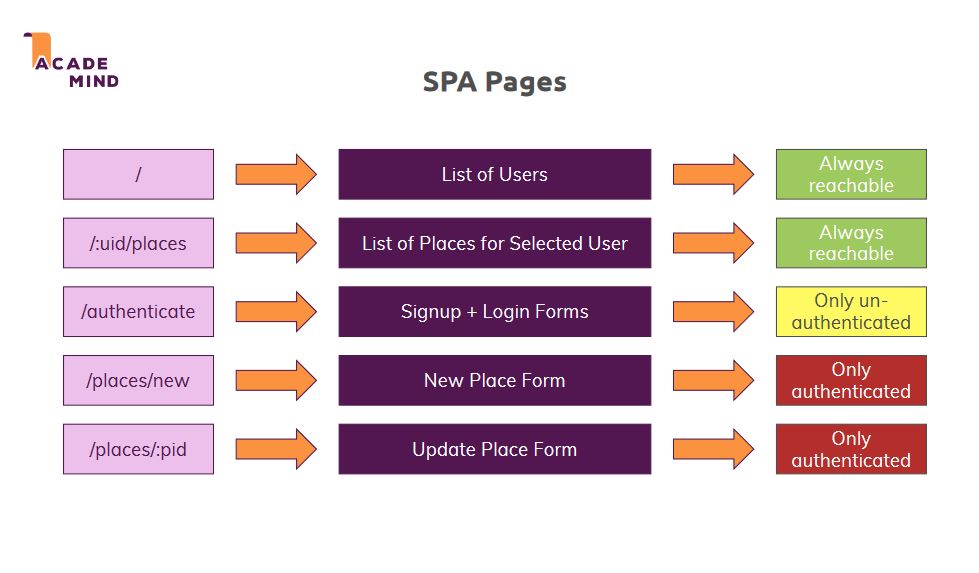 ACADE
MIND
SPA Pages
/
List of Users
Always
reachable
/:uid/places
List of Places for Selected User
Always
reachable
/authenticate
Signup + Login Forms
Only un-
authenticated
/places/new
New Place Form
Only
authenticated
/places/:pid
Update Place Form
Only
authenticated